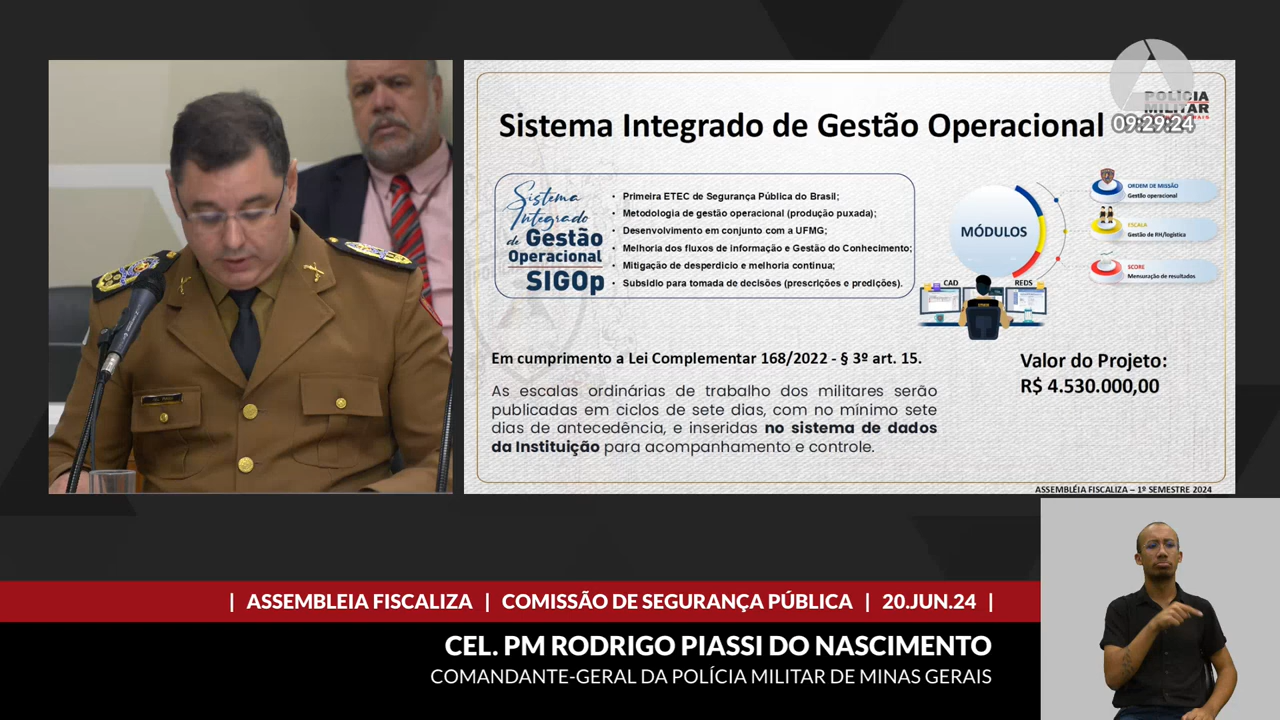 POLÍCIA
MILITAR
09:29:24
Sistema Integrado de Gestão Operacional
Sistema
Integrado
de Gestão
Operacional
SIGOp
• Primeira ETEC de Segurança Pública do Brasil;
• Metodologia de gestão operacional (produção puxada);
• Desenvolvimento em conjunto com a UFMG;
• Melhoria dos fluxos de informação e Gestão do Conhecimento;
• Mitigação de desperdício e melhoria contínua;
• Subsídio para tomada de decisões (prescrições e predições).
MÓDULOS
CAD
REDS
ORDEM DE MISSÃO
Gestão operacional
ESCALA
Gestão de RH/logística
SCORE
Mensuração de resultados
Em cumprimento a Lei Complementar 168/2022 - § 3º art. 15.
As escalas ordinárias de trabalho dos militares serão
publicadas em ciclos de sete dias, com no mínimo sete
dias de antecedência, e inseridas no sistema de dados
da Instituição para acompanhamento e controle.
Valor do Projeto:
R$ 4.530.000,00
ASSEMBLÉIA FISCALIZA – 1º SEMESTRE 2024
| ASSEMBLEIA FISCALIZA | COMISSÃO DE SEGURANÇA PÚBLICA | 20.JUN.24 |
CEL. PM RODRIGO PIASSI DO NASCIMENTO
COMANDANTE-GERAL DA POLÍCIA MILITAR DE MINAS GERAIS